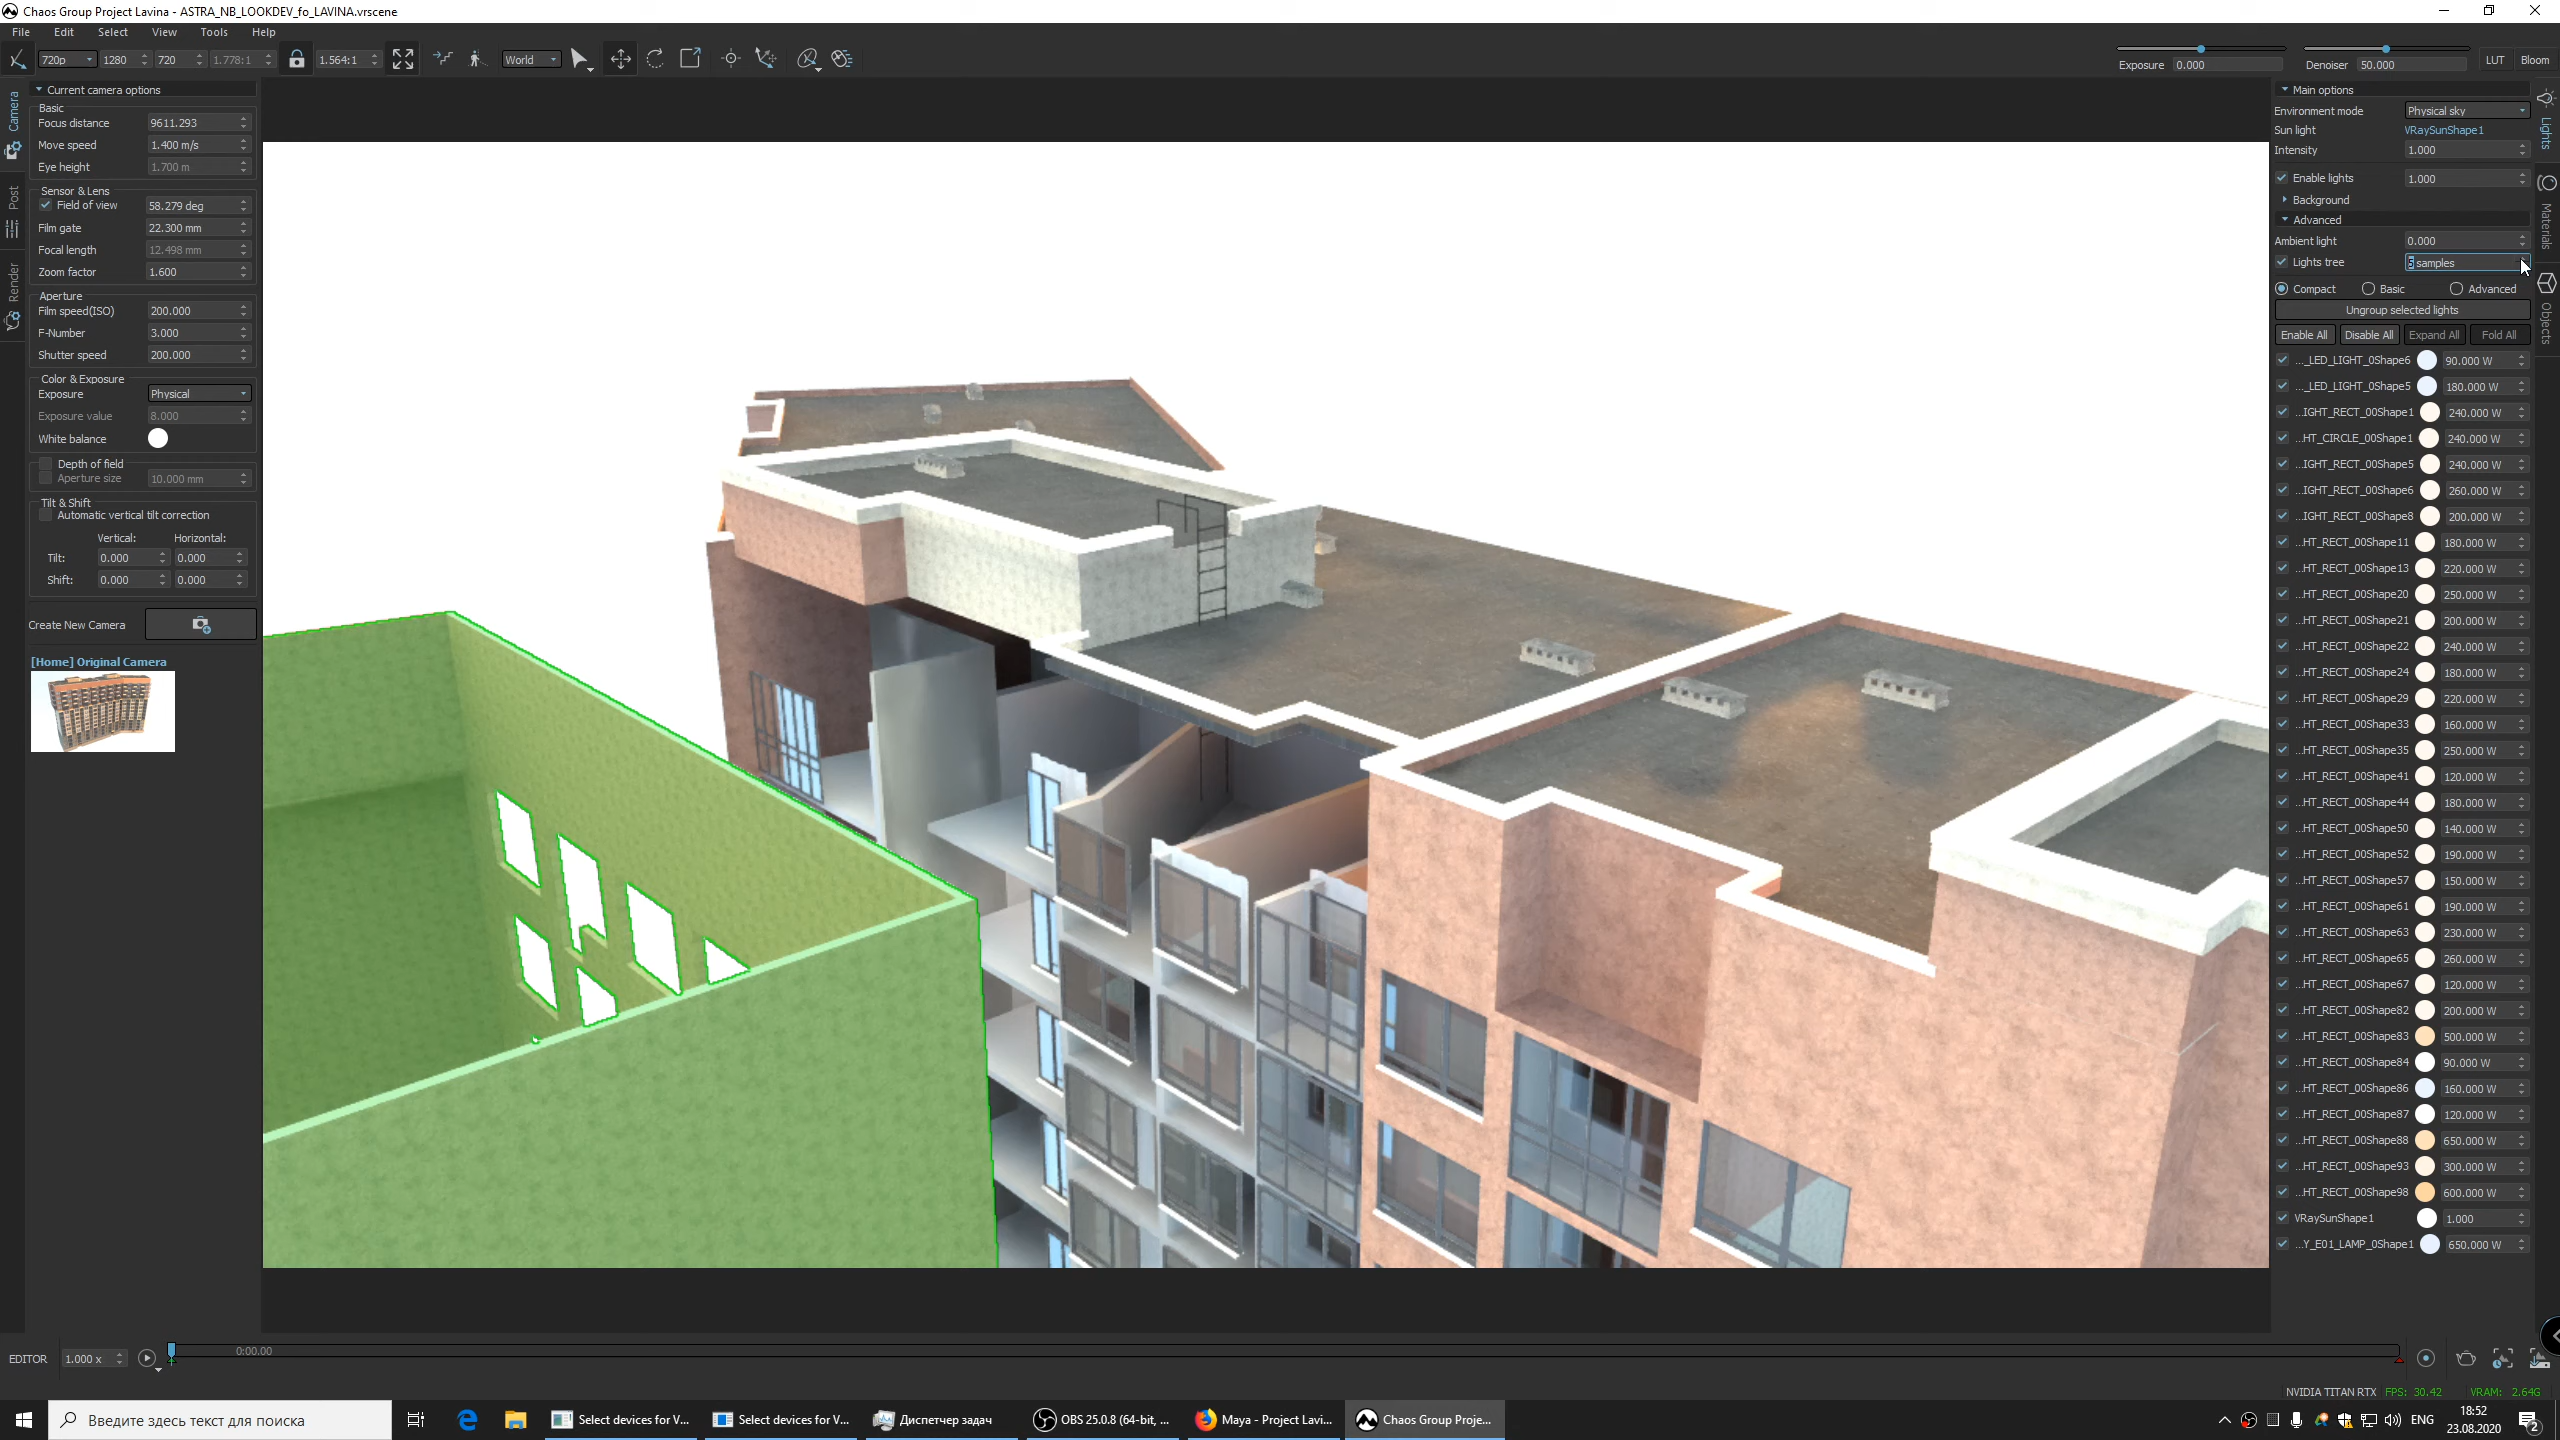 Chaos Group Project Lavina - ASTRA_NB_LOOKDEV_fo_LAVINA.vrscene
File Edit Select View Tools Help
720p 1280 720 1.778:1 1.564:1 World
Exposure 0.000 Denoiser 50.000 LUT Bloom
Camera
Post
Render
Current camera options
Basic
Focus distance 9611.293
Move speed 1.400 m/s
Eye height 1.700 m
Sensor & Lens
Field of view 58.279 deg
Film gate 22.300 mm
Focal length 12.498 mm
Zoom factor 1.600
Aperture
Film speed(ISO) 200.000
F-Number 3.000
Shutter speed 200.000
Color & Exposure
Exposure Physical
Exposure value 8.000
White balance
Depth of field
Aperture size 10.000 mm
Tilt & Shift
Automatic vertical tilt correction
Vertical: Horizontal:
Tilt: 0.000 0.000
Shift: 0.000 0.000
Create New Camera
[Home] Original Camera
Main options
Environment mode Physical sky
Sun light VRaySunShape1
Intensity 1.000
Enable lights 1.000
Background
Advanced
Ambient light 0.000
Lights tree 5 samples
Compact Basic Advanced
Ungroup selected lights
Enable All Disable All Expand All Fold All
..._LED_LIGHT_0Shape6 90.000 W
..._LED_LIGHT_0Shape5 180.000 W
...IGHT_RECT_00Shape1 240.000 W
...HT_CIRCLE_00Shape1 240.000 W
...IGHT_RECT_00Shape5 240.000 W
...IGHT_RECT_00Shape6 260.000 W
...IGHT_RECT_00Shape8 200.000 W
...HT_RECT_00Shape11 180.000 W
...HT_RECT_00Shape13 220.000 W
...HT_RECT_00Shape20 250.000 W
...HT_RECT_00Shape21 200.000 W
...HT_RECT_00Shape22 240.000 W
...HT_RECT_00Shape24 180.000 W
...HT_RECT_00Shape29 220.000 W
...HT_RECT_00Shape33 160.000 W
...HT_RECT_00Shape35 250.000 W
...HT_RECT_00Shape41 120.000 W
...HT_RECT_00Shape44 180.000 W
...HT_RECT_00Shape50 140.000 W
...HT_RECT_00Shape52 190.000 W
...HT_RECT_00Shape57 150.000 W
...HT_RECT_00Shape61 190.000 W
...HT_RECT_00Shape63 230.000 W
...HT_RECT_00Shape65 260.000 W
...HT_RECT_00Shape67 120.000 W
...HT_RECT_00Shape82 200.000 W
...HT_RECT_00Shape83 500.000 W
...HT_RECT_00Shape84 90.000 W
...HT_RECT_00Shape86 160.000 W
...HT_RECT_00Shape87 120.000 W
...HT_RECT_00Shape88 650.000 W
...HT_RECT_00Shape93 300.000 W
...HT_RECT_00Shape98 600.000 W
VRaySunShape1 1.000
...Y_E01_LAMP_0Shape1 650.000 W
Lights
Materials
Objects
EDITOR 1.000 x 0:00.00
NVIDIA TITAN RTX FPS: 30.42 VRAM: 2.64G
Введите здесь текст для поиска
Select devices for V...
Select devices for V...
Диспетчер задач
OBS 25.0.8 (64-bit, ...
Maya - Project Lavi...
Chaos Group Proje...
ENG
18:52
23.08.2020
2